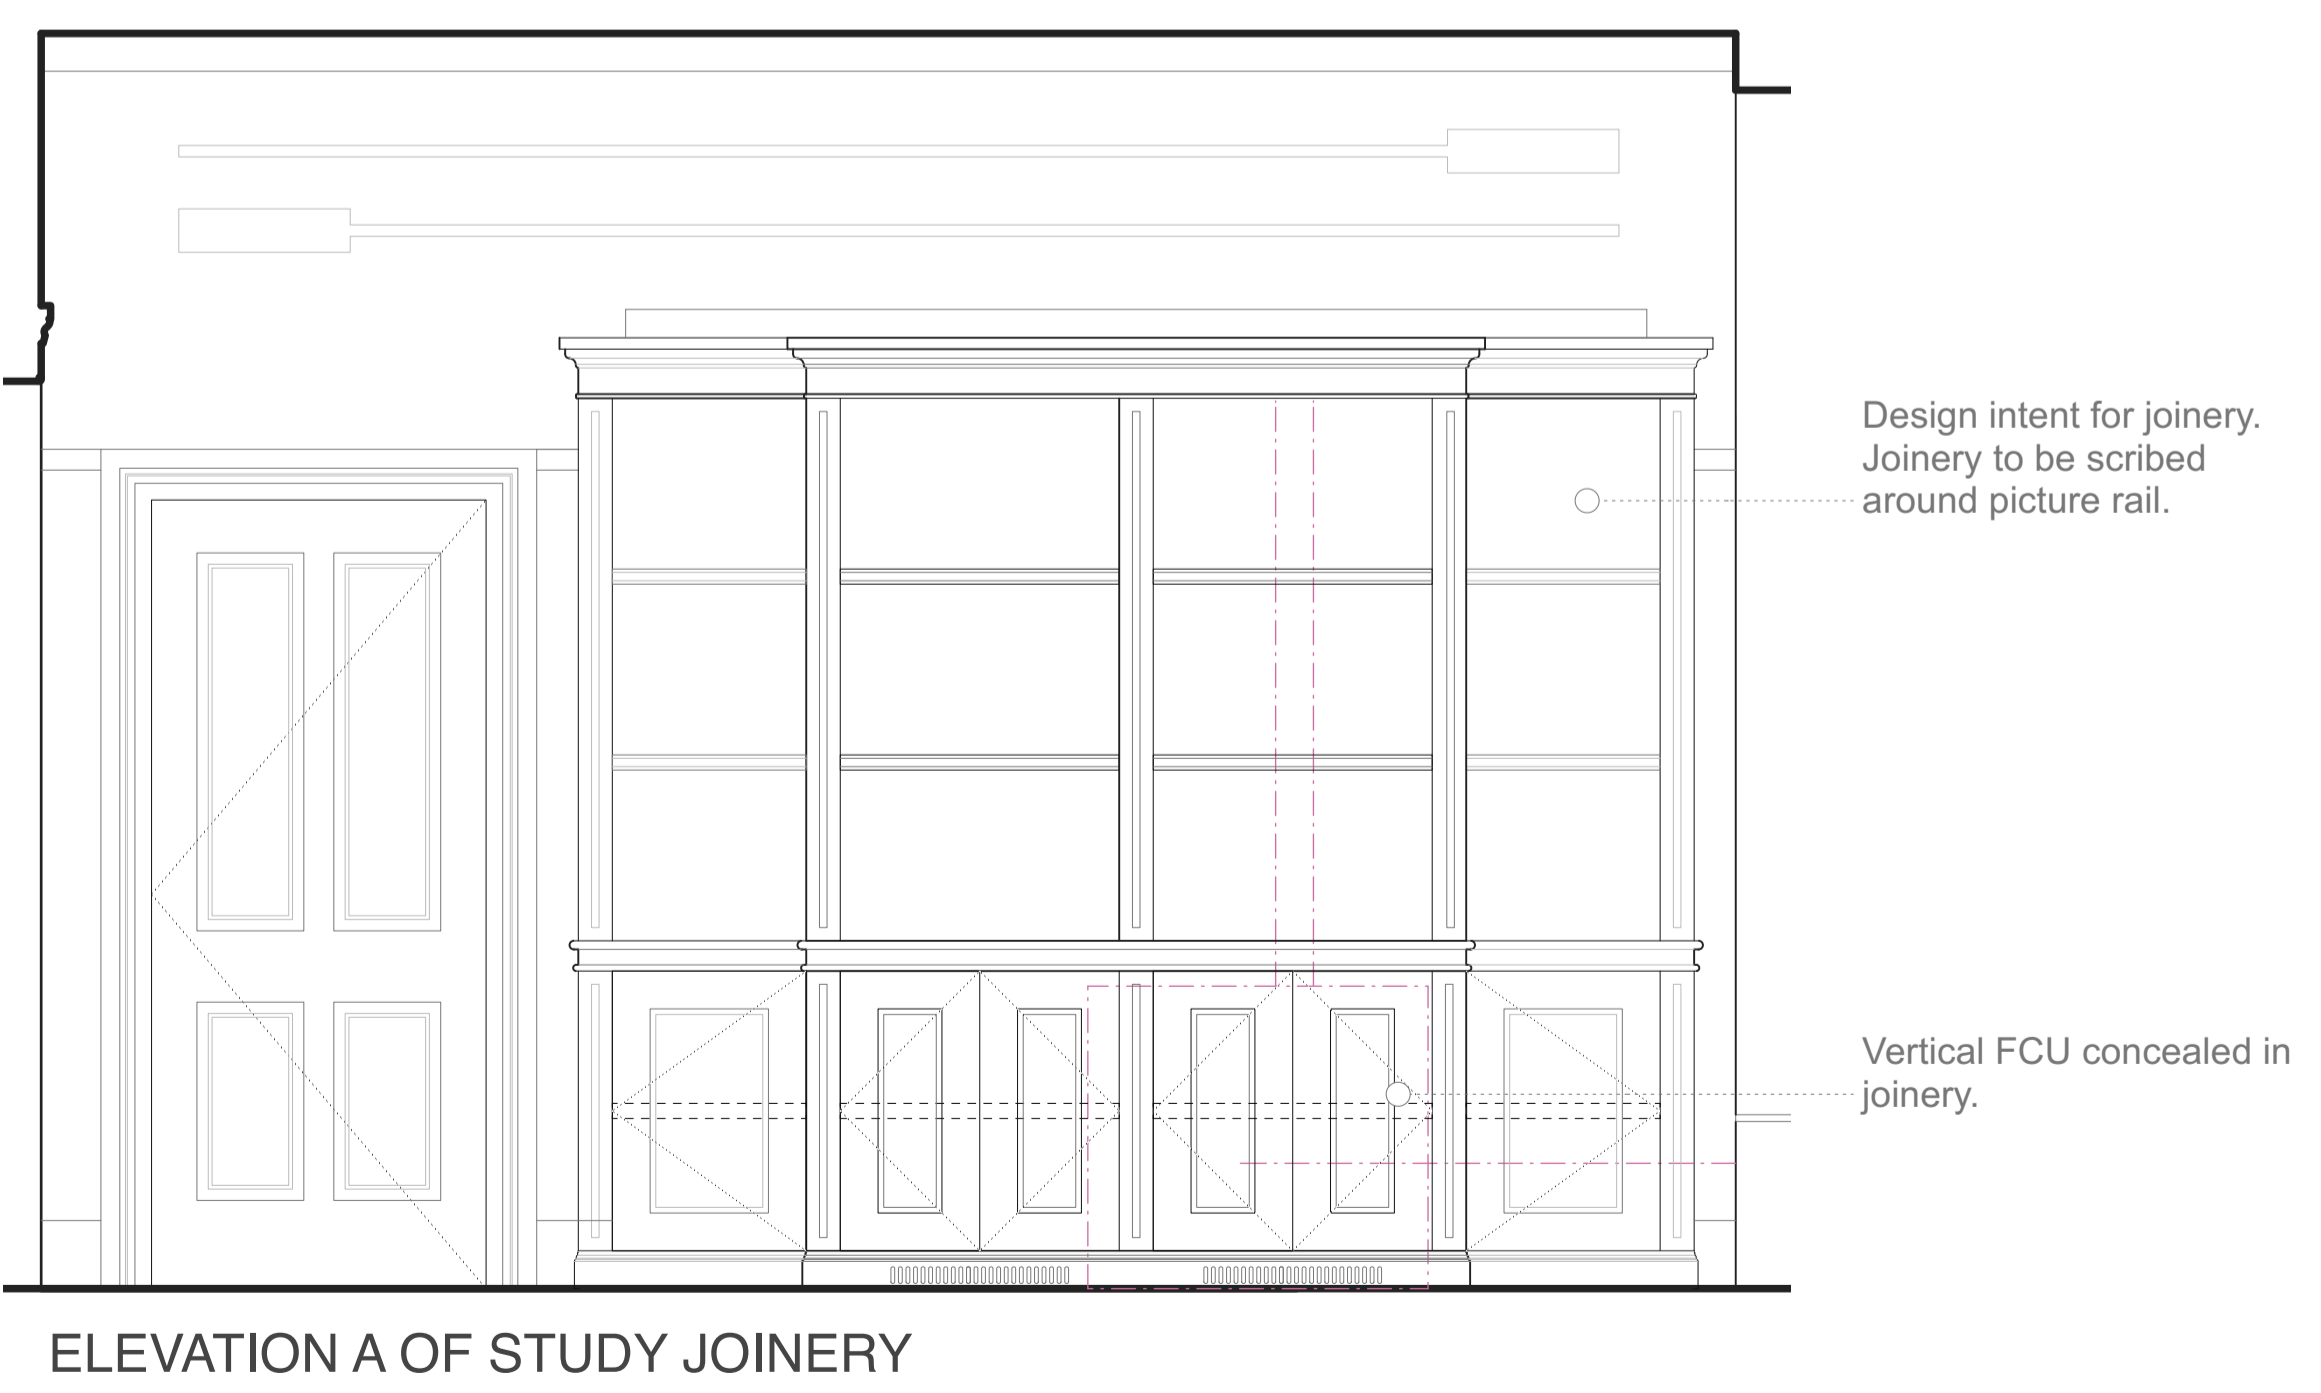 Design intent for joinery.
Joinery to be scribed
around picture rail.
Vertical FCU concealed in
joinery.
ELEVATION A OF STUDY JOINERY